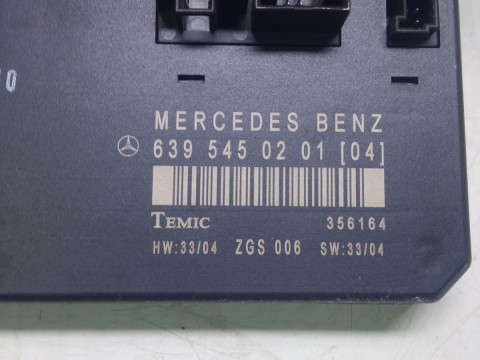 MERCEDES BENZ
639 545 02 01 [04]
TEMIC 356164
HW:33/04 ZGS 006 SW:33/04